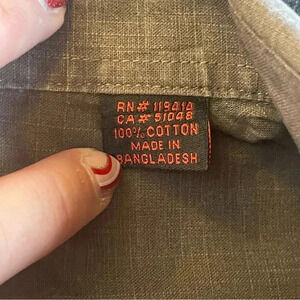 RN# 119414
CA# 51048
100% COTTON
MADE IN
BANGLADESH